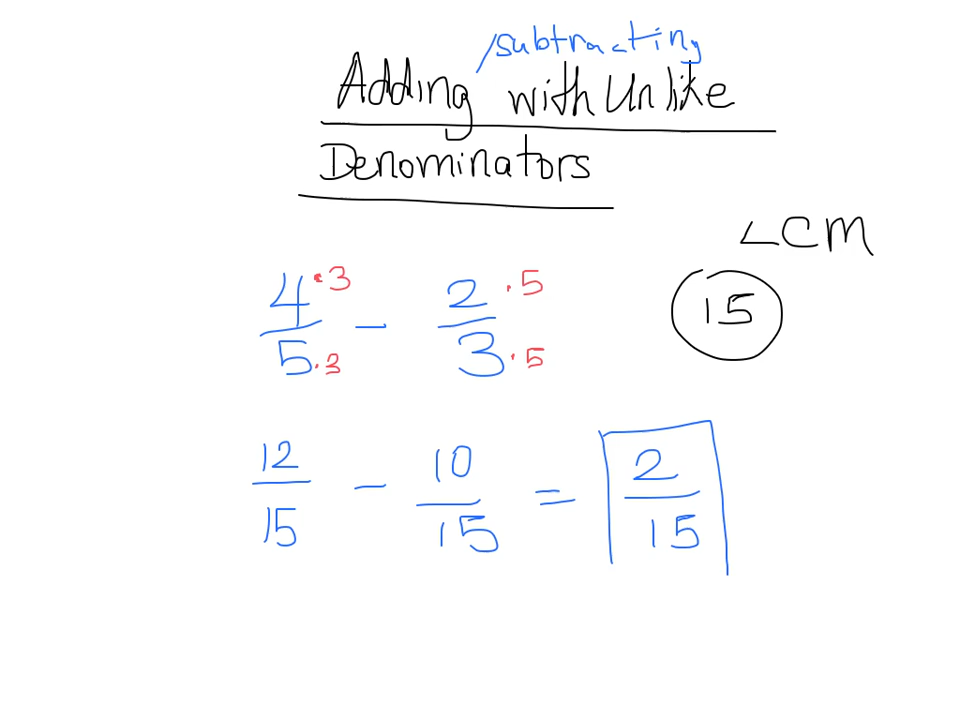 /subtracting
Adding with Unlike
Denominators
LCM
15
4·3 / 5·3 − 2·5 / 3·5
12/15 − 10/15 = 2/15